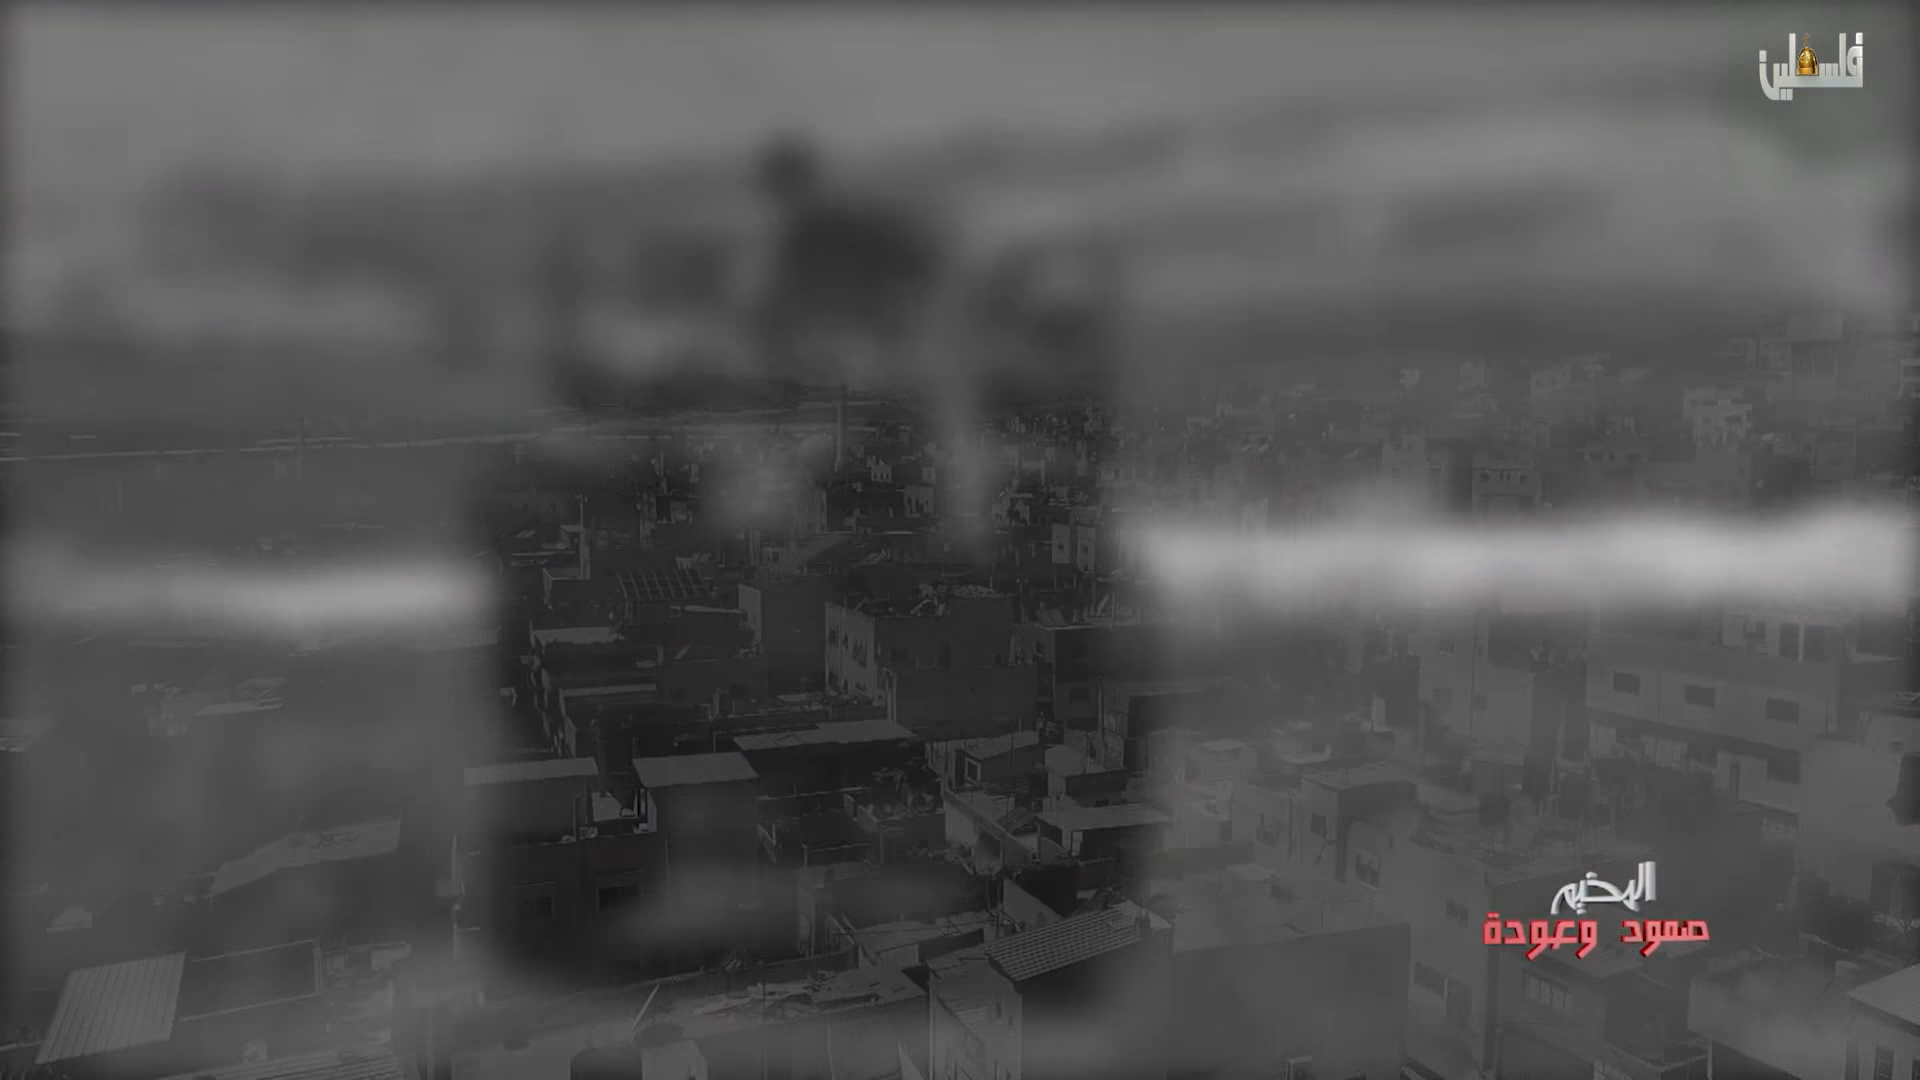 فلسطين
المخيم
صمود وعودة